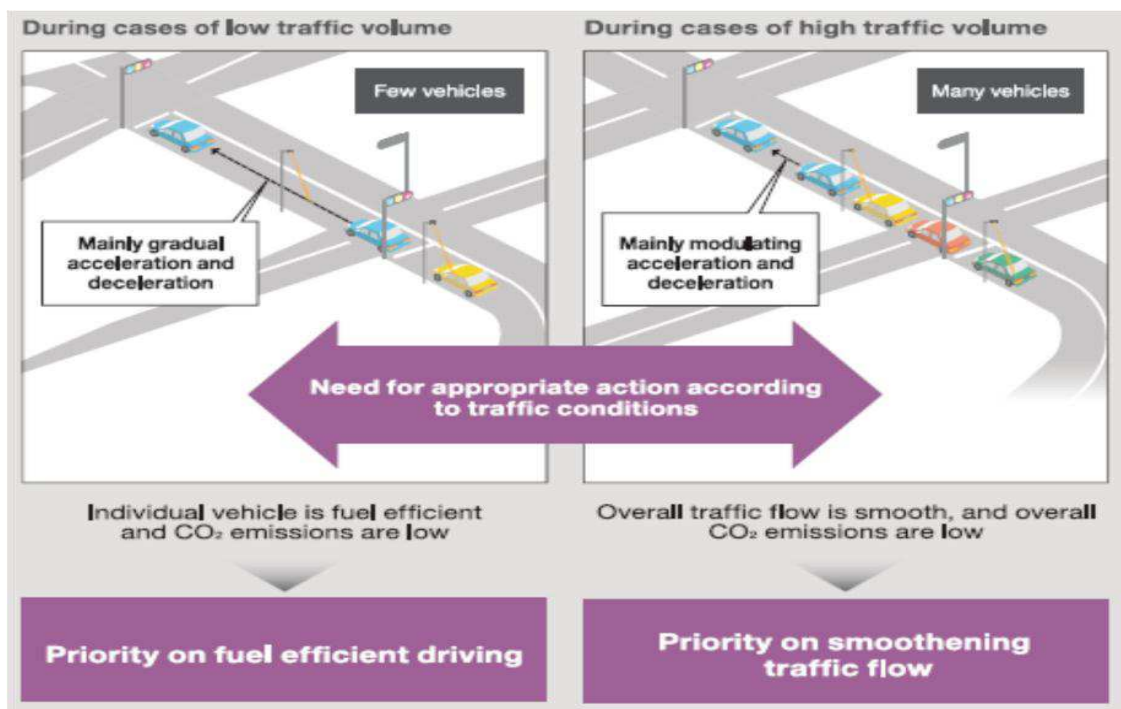 During cases of low traffic volume
Few vehicles
Mainly gradual
acceleration and
deceleration
During cases of high traffic volume
Many vehicles
Mainly modulating
acceleration and
deceleration
Need for appropriate action according
to traffic conditions
Individual vehicle is fuel efficient
and CO₂ emissions are low
Overall traffic flow is smooth, and overall
CO₂ emissions are low
Priority on fuel efficient driving
Priority on smoothening
traffic flow